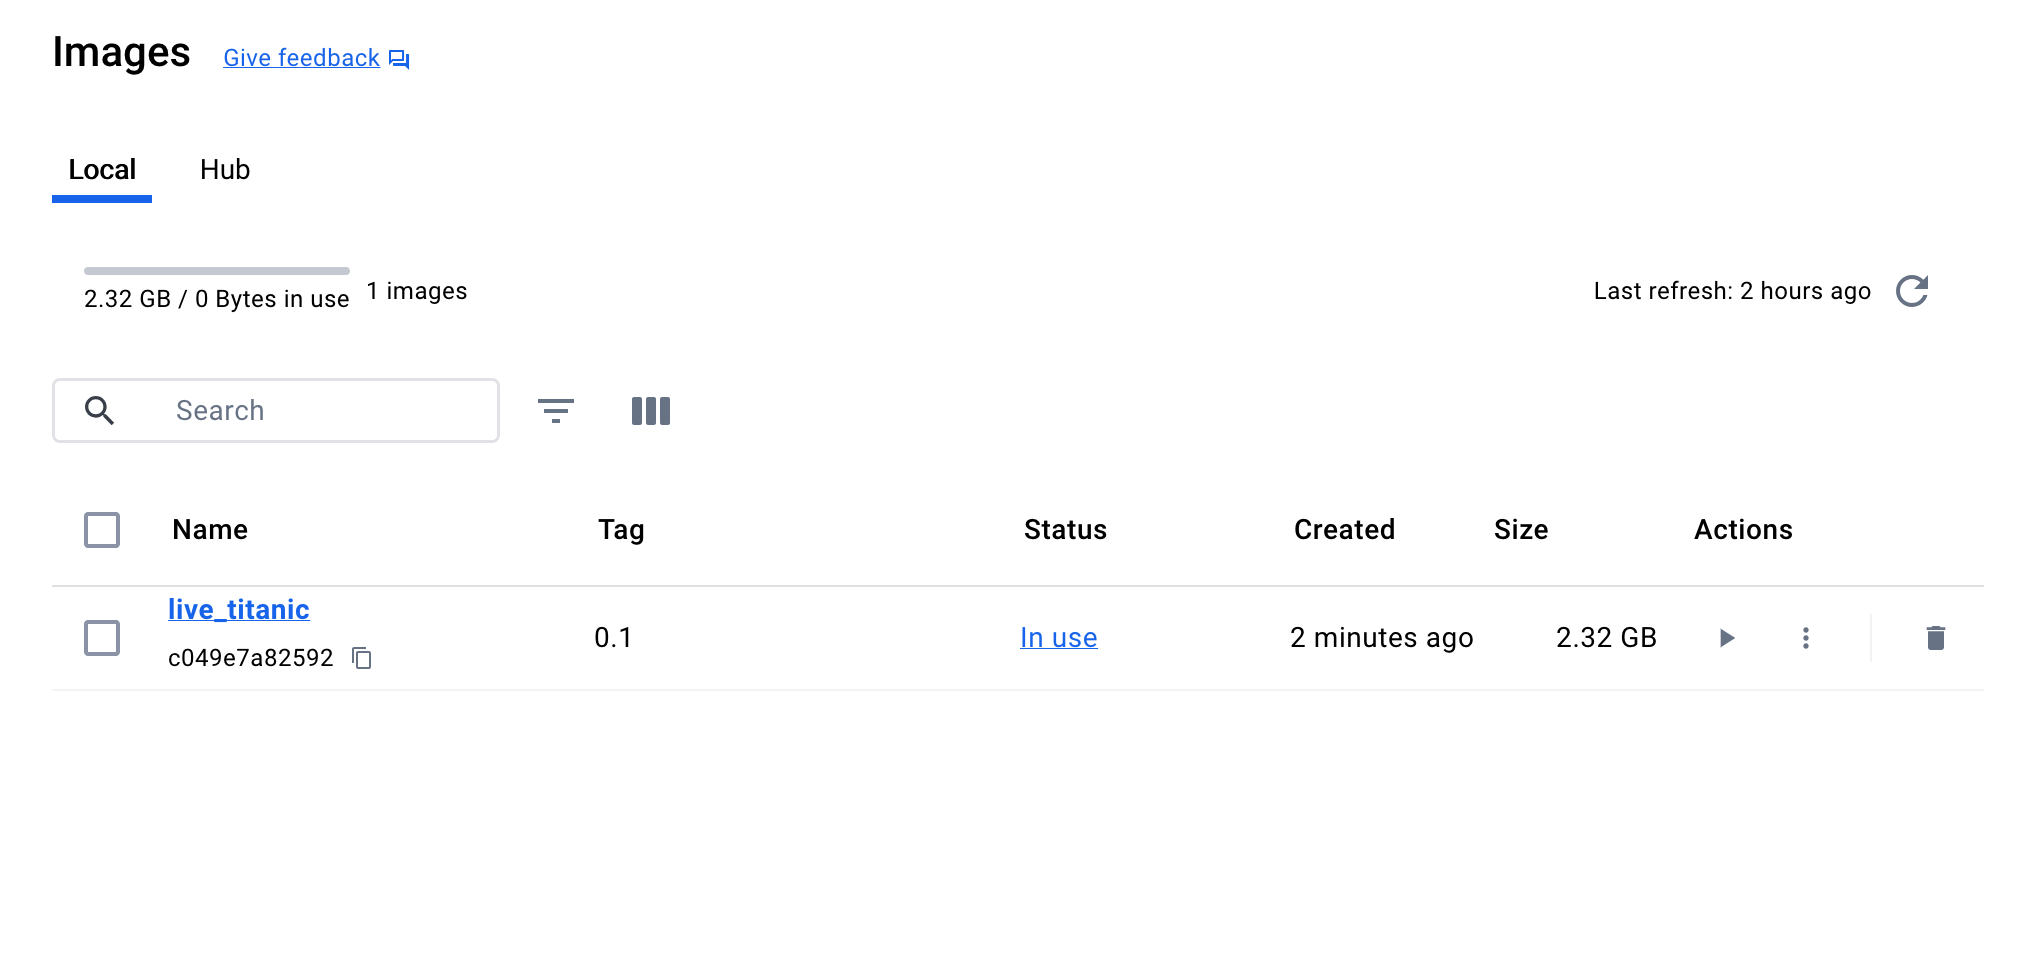 Images Give feedback
Local Hub
2.32 GB / 0 Bytes in use 1 images Last refresh: 2 hours ago
Search
Name Tag Status Created Size Actions
live_titanic
c049e7a82592 0.1 In use 2 minutes ago 2.32 GB